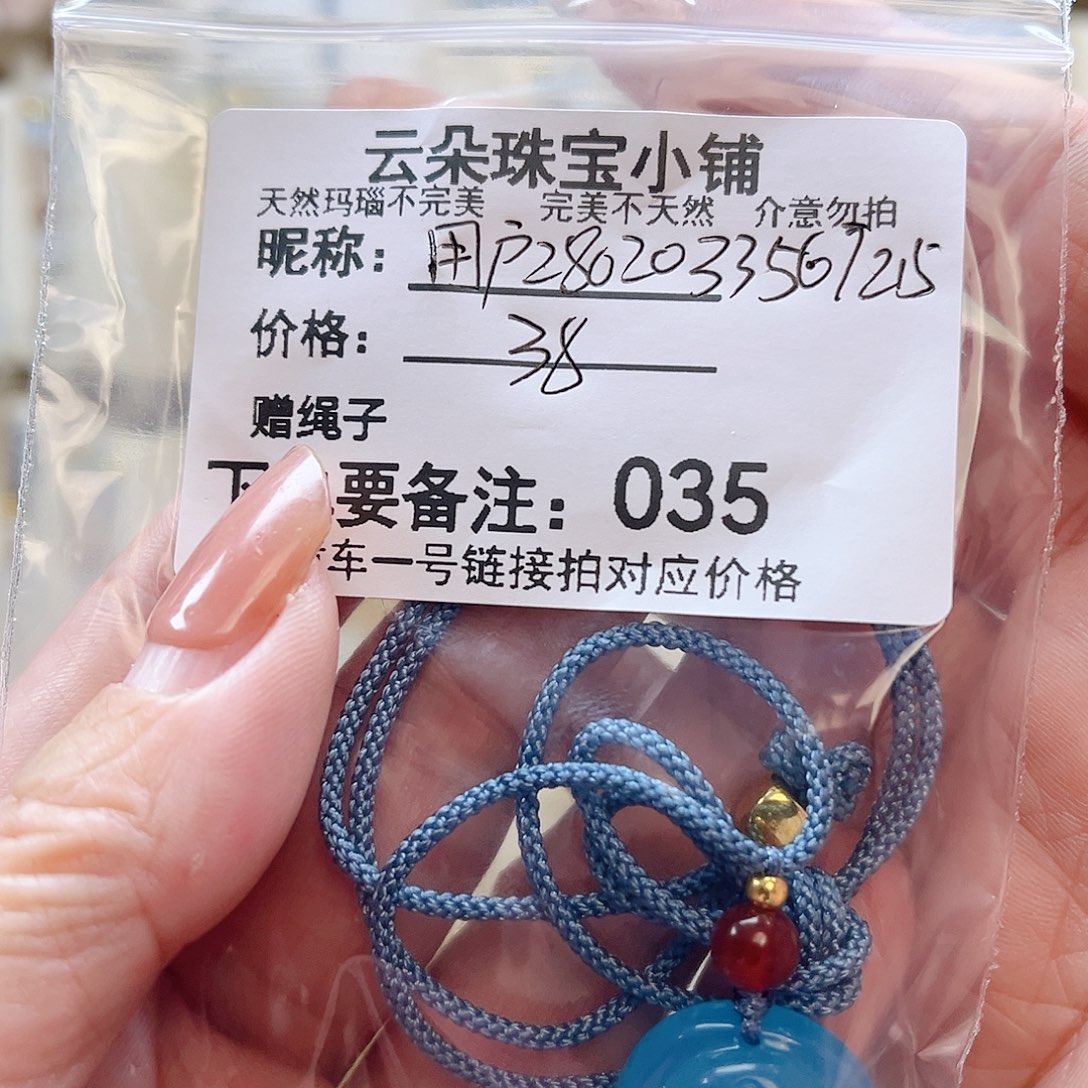 云朵珠宝小铺
天然玛瑙不完美 完美不天然 介意勿拍
昵称：用户2802033567215
价格：38
赠绳子
下 要备注：035
车一号链接拍对应价格